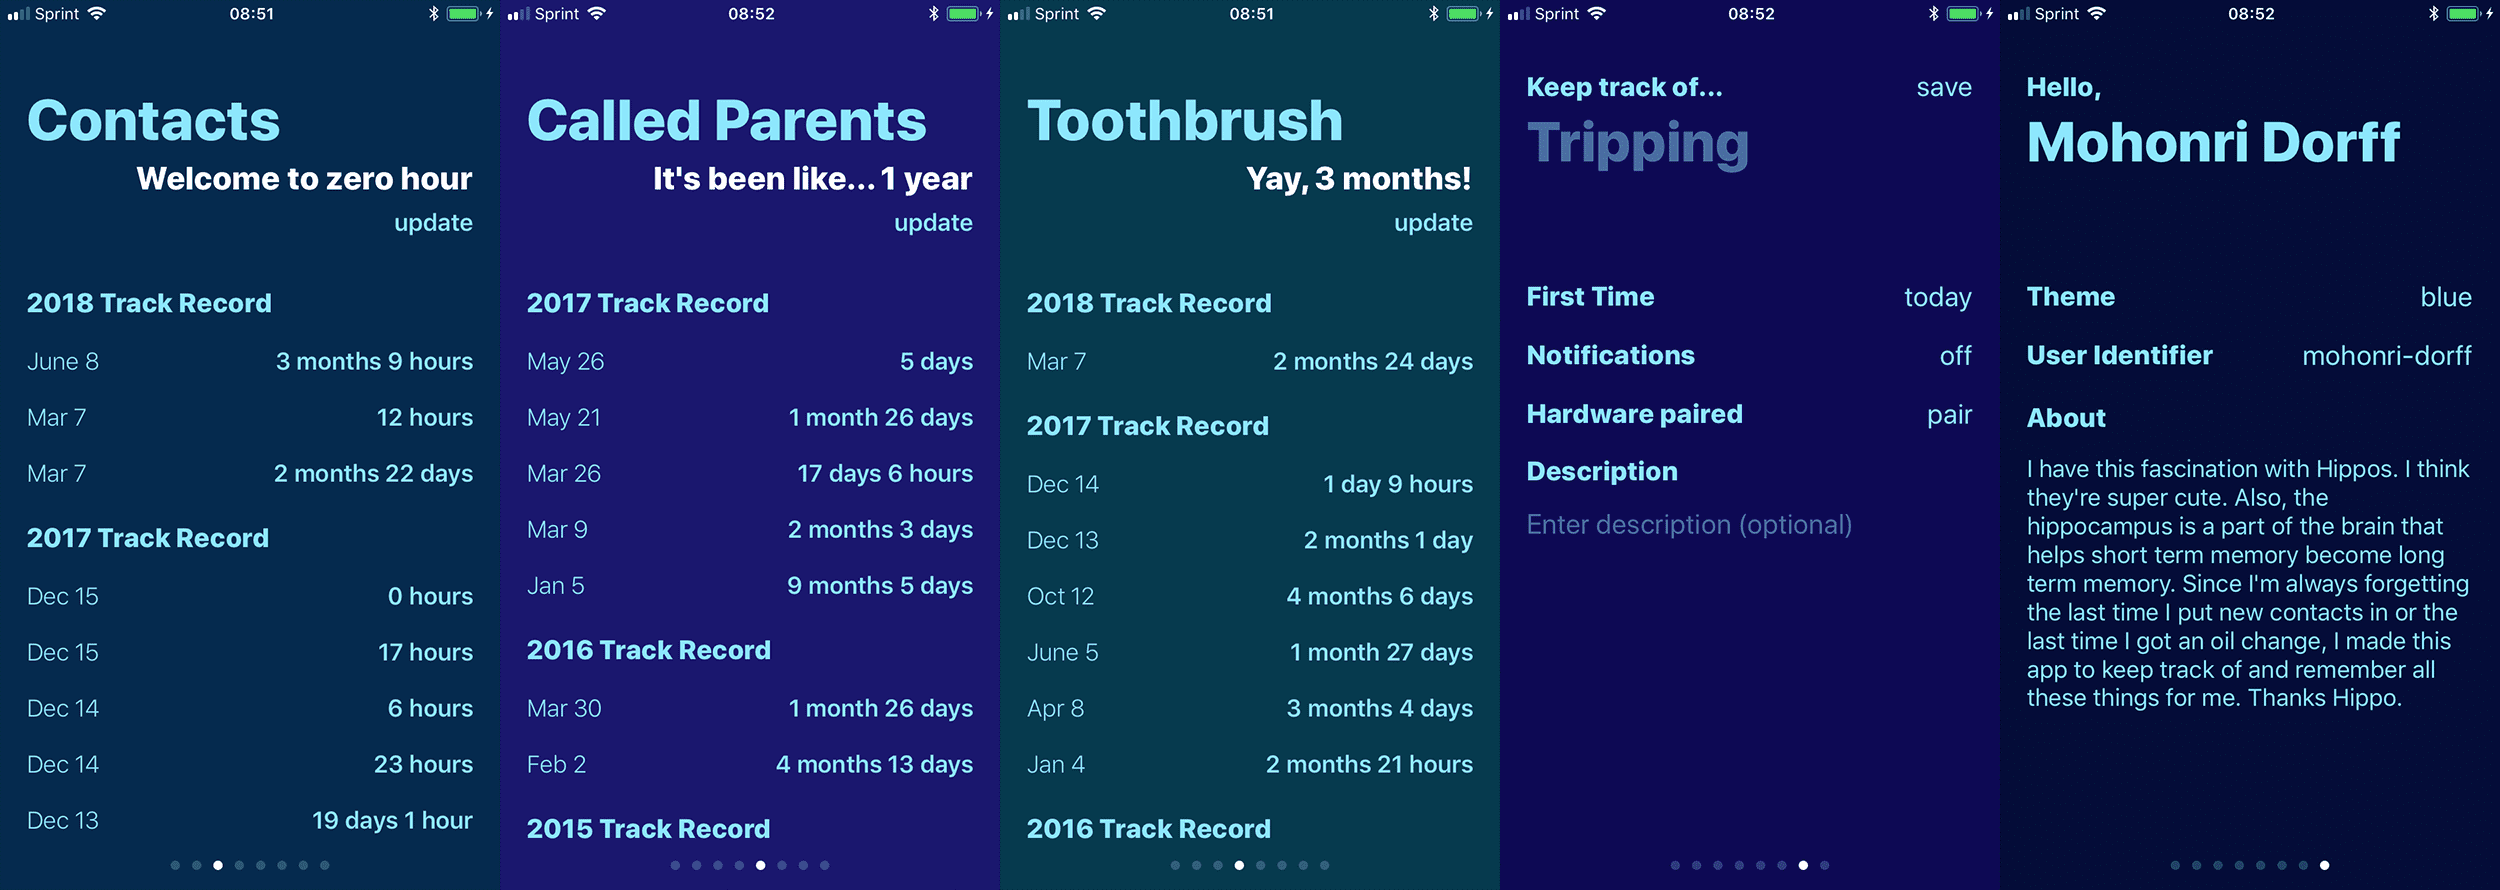 Sprint 08:51
Contacts
Welcome to zero hour
update
2018 Track Record
June 8 3 months 9 hours
Mar 7 12 hours
Mar 7 2 months 22 days
2017 Track Record
Dec 15 0 hours
Dec 15 17 hours
Dec 14 6 hours
Dec 14 23 hours
Dec 13 19 days 1 hour
Sprint 08:52
Called Parents
It's been like... 1 year
update
2017 Track Record
May 26 5 days
May 21 1 month 26 days
Mar 26 17 days 6 hours
Mar 9 2 months 3 days
Jan 5 9 months 5 days
2016 Track Record
Mar 30 1 month 26 days
Feb 2 4 months 13 days
2015 Track Record
Sprint 08:51
Toothbrush
Yay, 3 months!
update
2018 Track Record
Mar 7 2 months 24 days
2017 Track Record
Dec 14 1 day 9 hours
Dec 13 2 months 1 day
Oct 12 4 months 6 days
June 5 1 month 27 days
Apr 8 3 months 4 days
Jan 4 2 months 21 hours
2016 Track Record
Sprint 08:52
Keep track of... save
Tripping
First Time today
Notifications off
Hardware paired pair
Description
Enter description (optional)
Sprint 08:52
Hello,
Mohonri Dorff
Theme blue
User Identifier mohonri-dorff
About
I have this fascination with Hippos. I think
they're super cute. Also, the
hippocampus is a part of the brain that
helps short term memory become long
term memory. Since I'm always forgetting
the last time I put new contacts in or the
last time I got an oil change, I made this
app to keep track of and remember all
these things for me. Thanks Hippo.